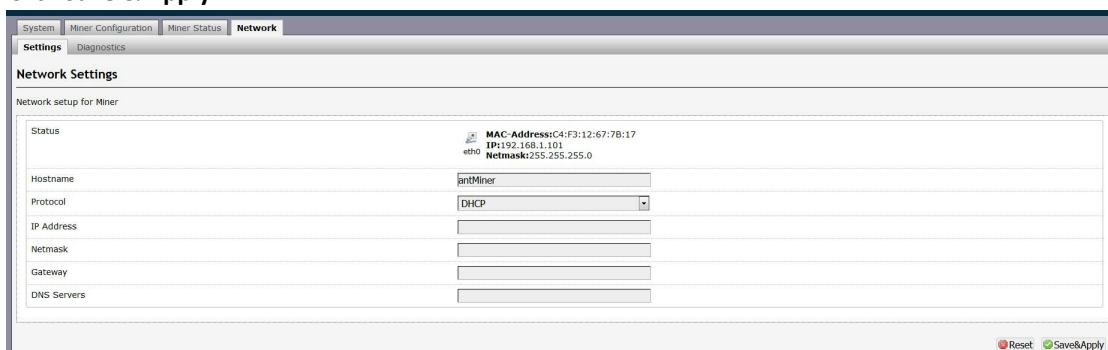 System Miner Configuration Miner Status Network
Settings Diagnostics
Network Settings
Network setup for Miner
Status
MAC-Address:C4:F3:12:67:7B:17
IP:192.168.1.101
eth0
Netmask:255.255.255.0
Hostname antMiner
Protocol DHCP
IP Address
Netmask
Gateway
DNS Servers
Reset Save&Apply